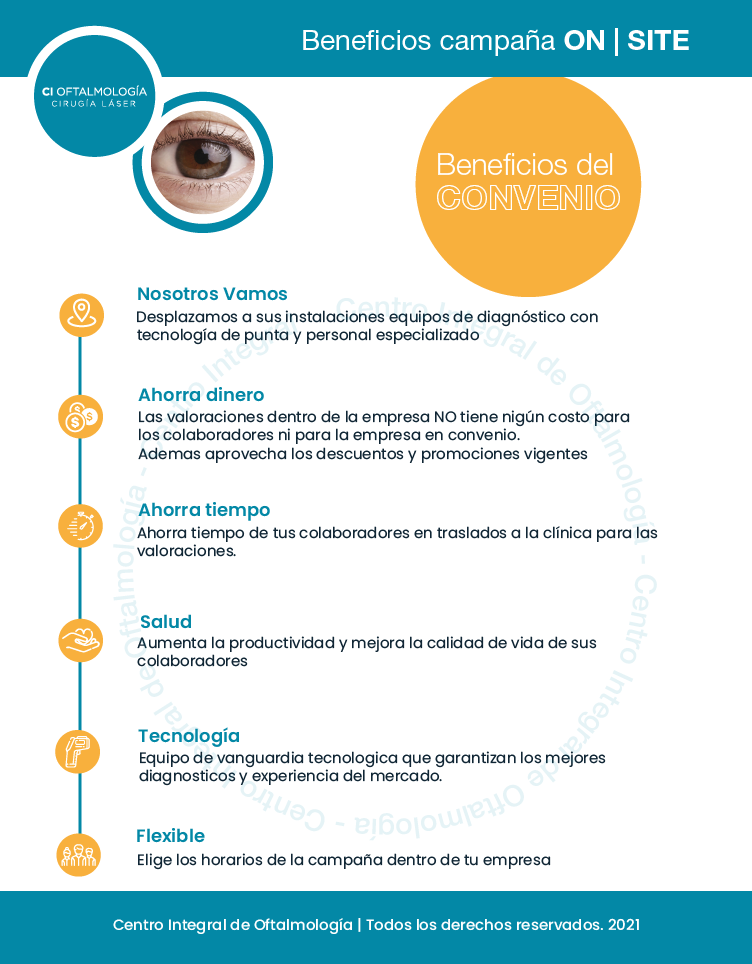 Beneficios campaña ON | SITE
CI OFTALMOLOGÍA
CIRUGÍA LÁSER
Beneficios del
CONVENIO
Nosotros Vamos
Desplazamos a sus instalaciones equipos de diagnóstico con
tecnología de punta y personal especializado
Ahorra dinero
Las valoraciones dentro de la empresa NO tiene nigún costo para
los colaboradores ni para la empresa en convenio.
Ademas aprovecha los descuentos y promociones vigentes
Ahorra tiempo
Ahorra tiempo de tus colaboradores en traslados a la clínica para las
valoraciones.
Salud
Aumenta la productividad y mejora la calidad de vida de sus
colaboradores
Tecnología
Equipo de vanguardia tecnologica que garantizan los mejores
diagnosticos y experiencia del mercado.
Flexible
Elige los horarios de la campaña dentro de tu empresa
Centro Integral de Oftalmología - Centro Integral de Oftalmología - Centro Integral de Oftalmología - Centro Integral
Centro Integral de Oftalmología | Todos los derechos reservados. 2021